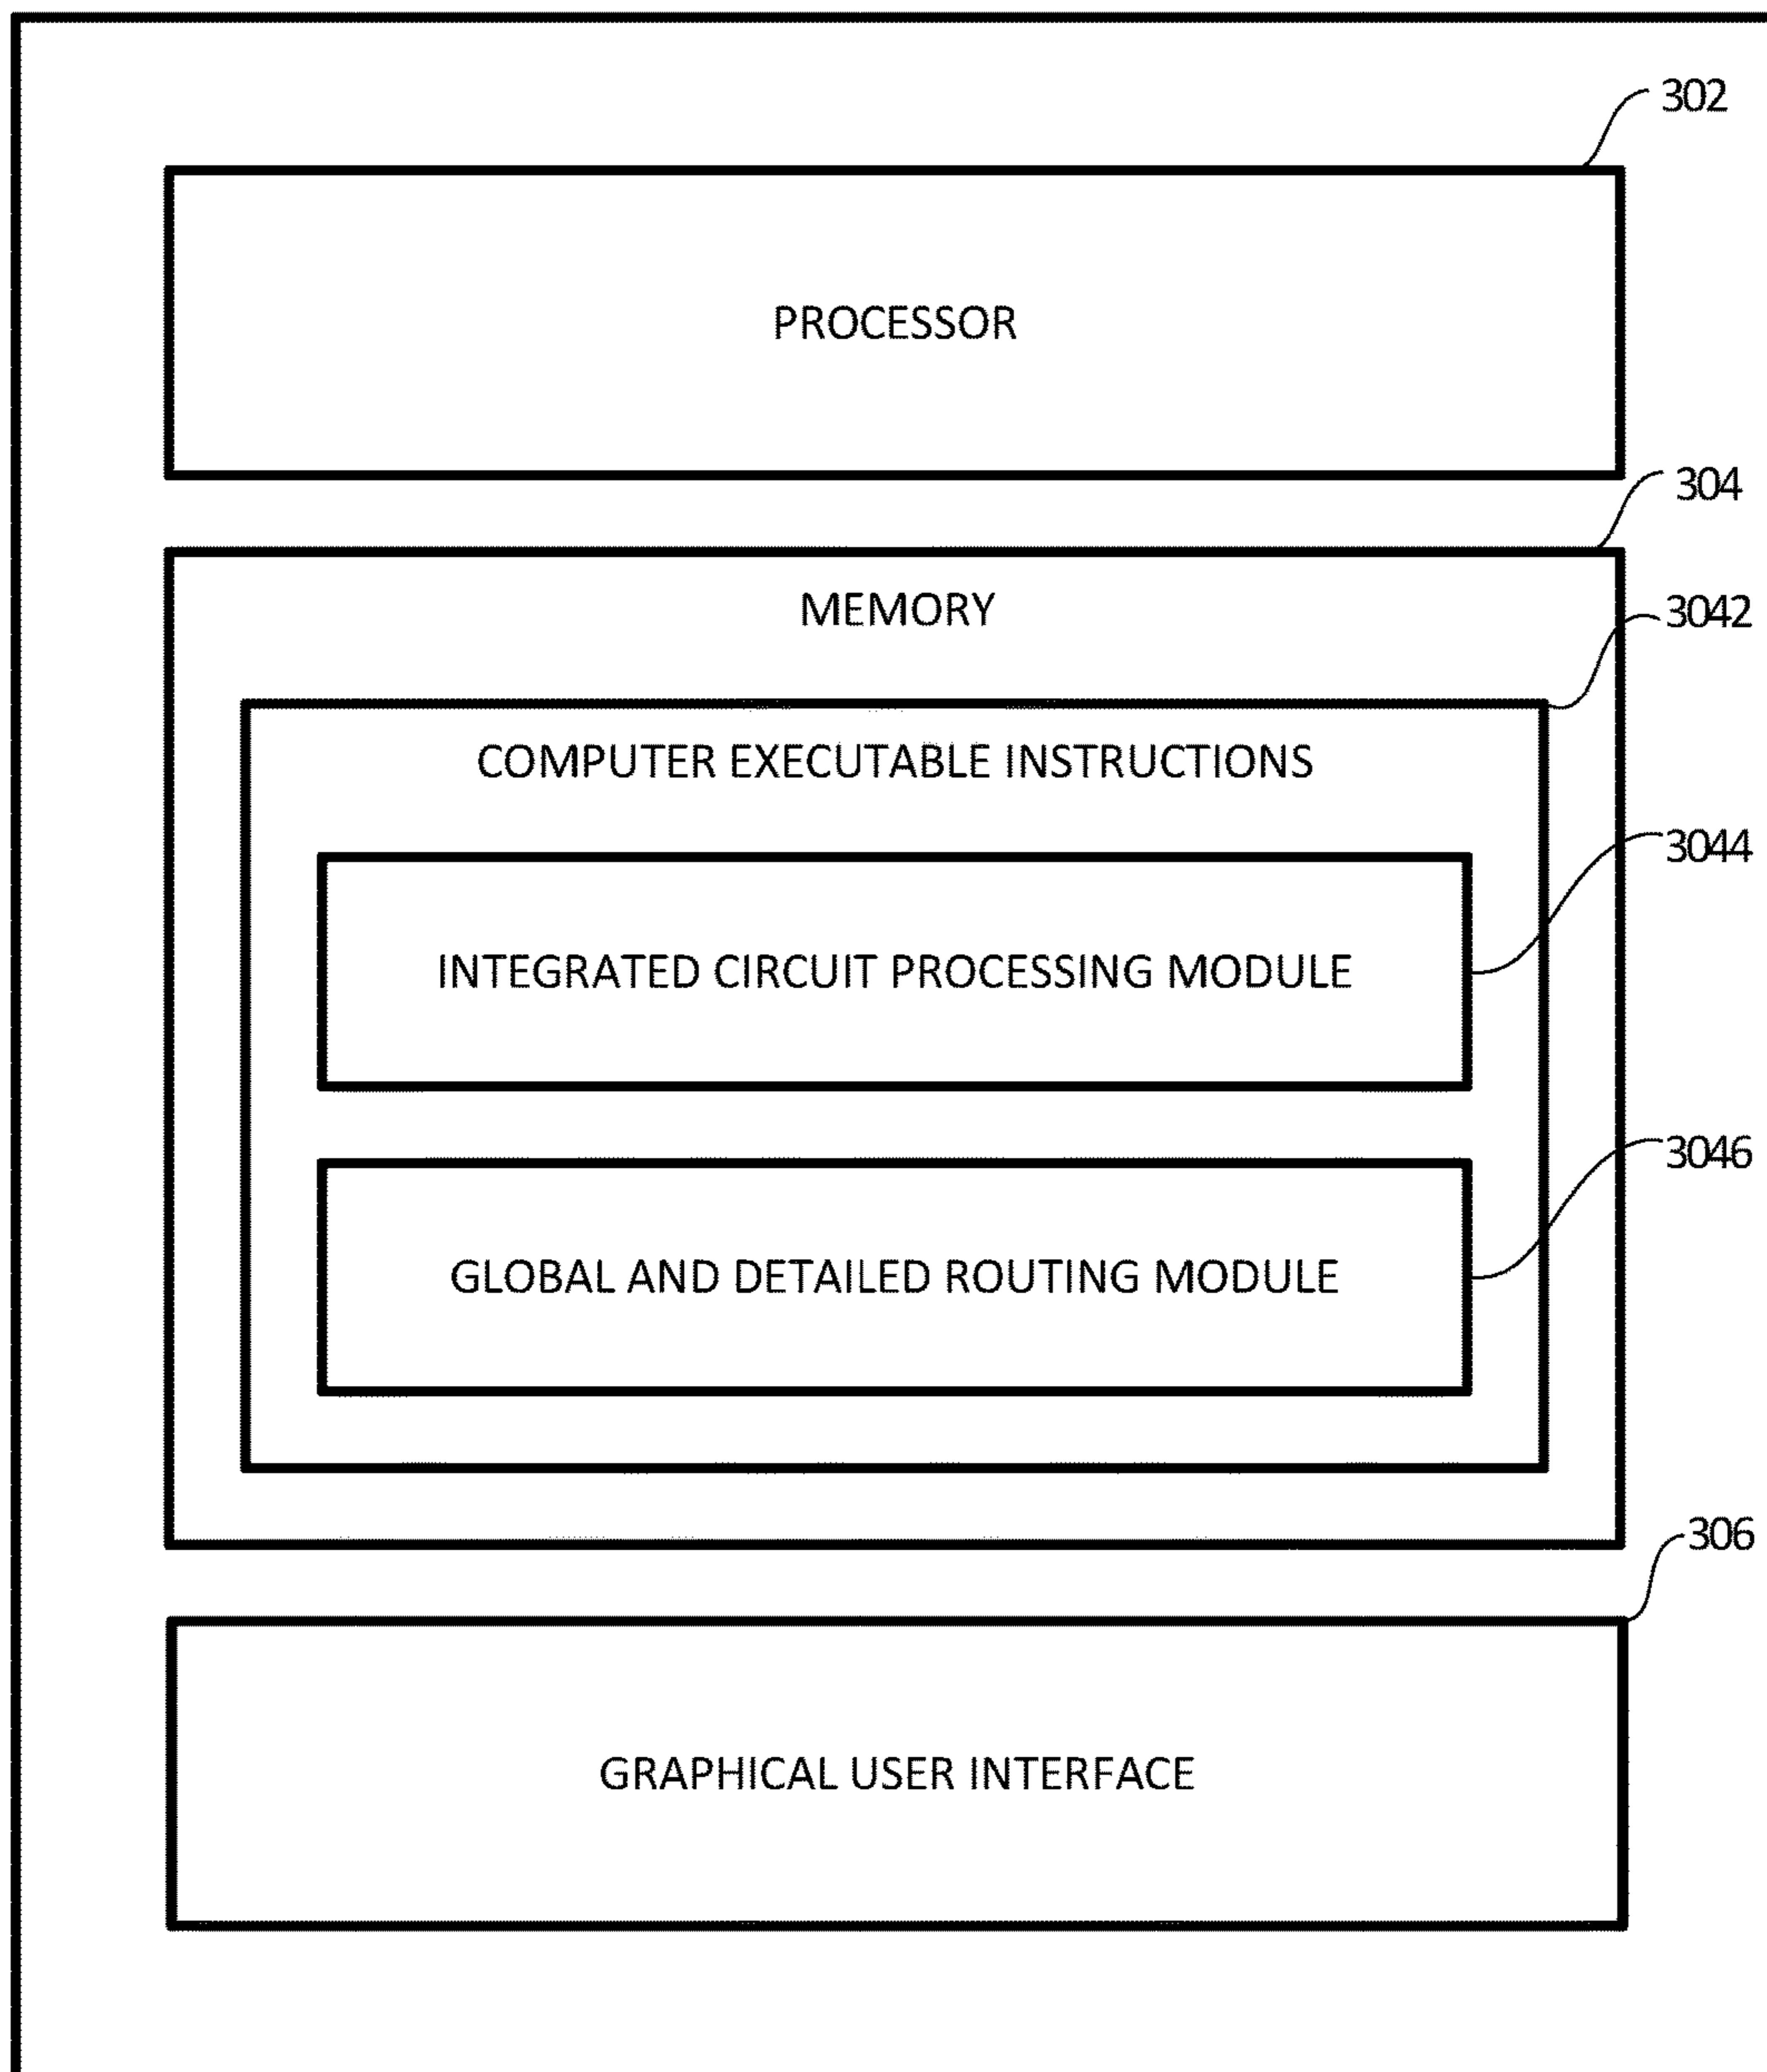 302
PROCESSOR
304
MEMORY
3042
COMPUTER EXECUTABLE INSTRUCTIONS
3044
INTEGRATED CIRCUIT PROCESSING MODULE
3046
GLOBAL AND DETAILED ROUTING MODULE
306
GRAPHICAL USER INTERFACE